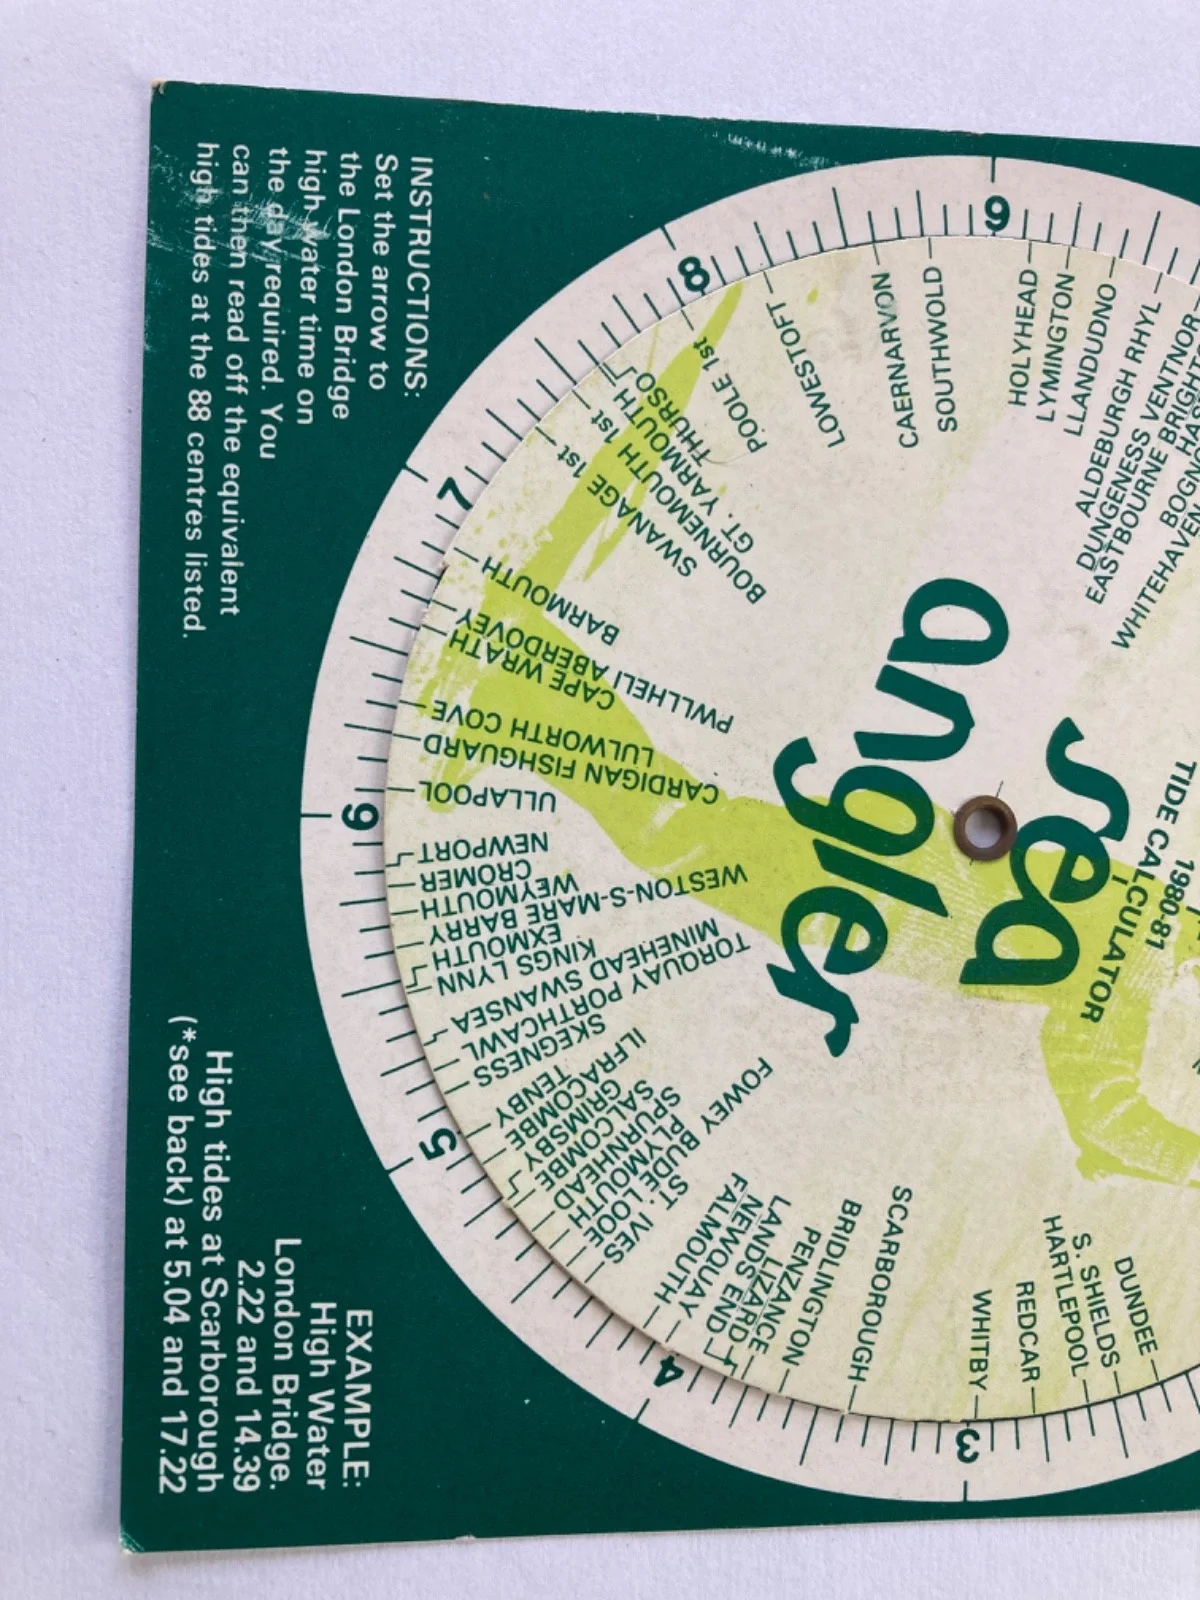 INSTRUCTIONS:
Set the arrow to
the London Bridge
high water time on
the day required. You
can then read off the equivalent
high tides at the 88 centres listed.
EXAMPLE:
High Water
London Bridge.
2.22 and 14.39
High tides at Scarborough
(*see back) at 5.04 and 17.22
sea
angler
TIDE CALCULATOR
1980-81
3
4
5
6
7
8
9
DUNDEE
S. SHIELDS
HARTLEPOOL
REDCAR
WHITBY
SCARBOROUGH
BRIDLINGTON
PENZANCE
LIZARD
LANDS END
NEWQUAY
FALMOUTH
ST. IVES
BUDE LOOE
FOWEY PLYMOUTH
SPURNHEAD
SALCOMBE
GRIMSBY
ILFRACOMBE
TENBY
SKEGNESS
TORQUAY PORTHCAWL
MINEHEAD SWANSEA
KINGS LYNN
EXMOUTH
WESTON-S-MARE BARRY
WEYMOUTH
CROMER
NEWPORT
ULLAPOOL
CARDIGAN FISHGUARD
LULWORTH COVE
CAPE WRATH
PWLLHELI ABERDOVEY
BARMOUTH
SWANAGE 1st
BOURNEMOUTH 1st
GT. YARMOUTH
THURSO
POOLE 1st
LOWESTOFT
CAERNARVON
SOUTHWOLD
HOLYHEAD
LYMINGTON
LLANDUDNO
ALDEBURGH RHYL
DUNGENESS VENTNOR
EASTBOURNE
WHITEHAVEN